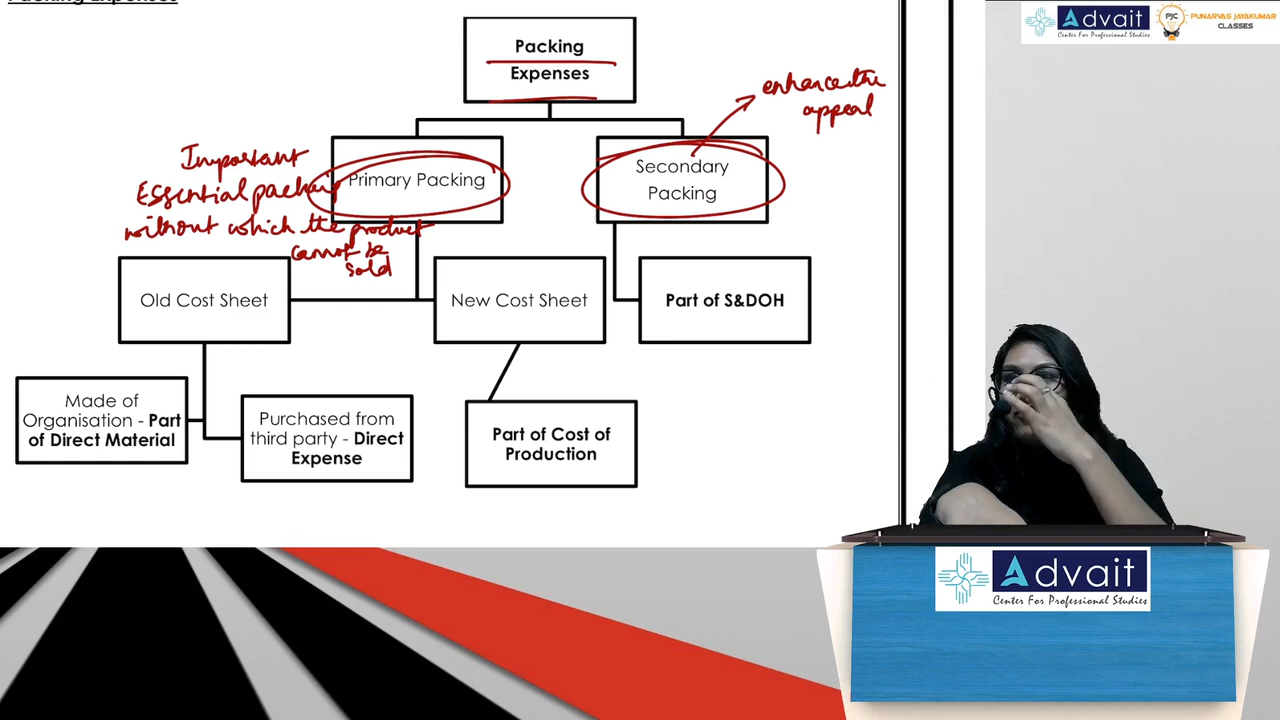 Packing Expenses
Advait
Center For Professional Studies
PJC
PUNARVAS JAYAKUMAR
CLASSES
Packing
Expenses
enhance the
appeal
Important
Essential packing
without which the product
cannot be
sold
Primary Packing
Secondary
Packing
Old Cost Sheet
New Cost Sheet
Part of S&DOH
Made of
Organisation - Part
of Direct Material
Purchased from
third party - Direct
Expense
Part of Cost of
Production
Advait
Center For Professional Studies